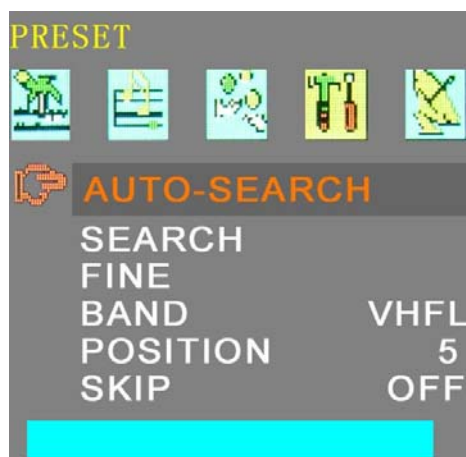 PRESET
AUTO-SEARCH
SEARCH
FINE
BAND VHFL
POSITION 5
SKIP OFF